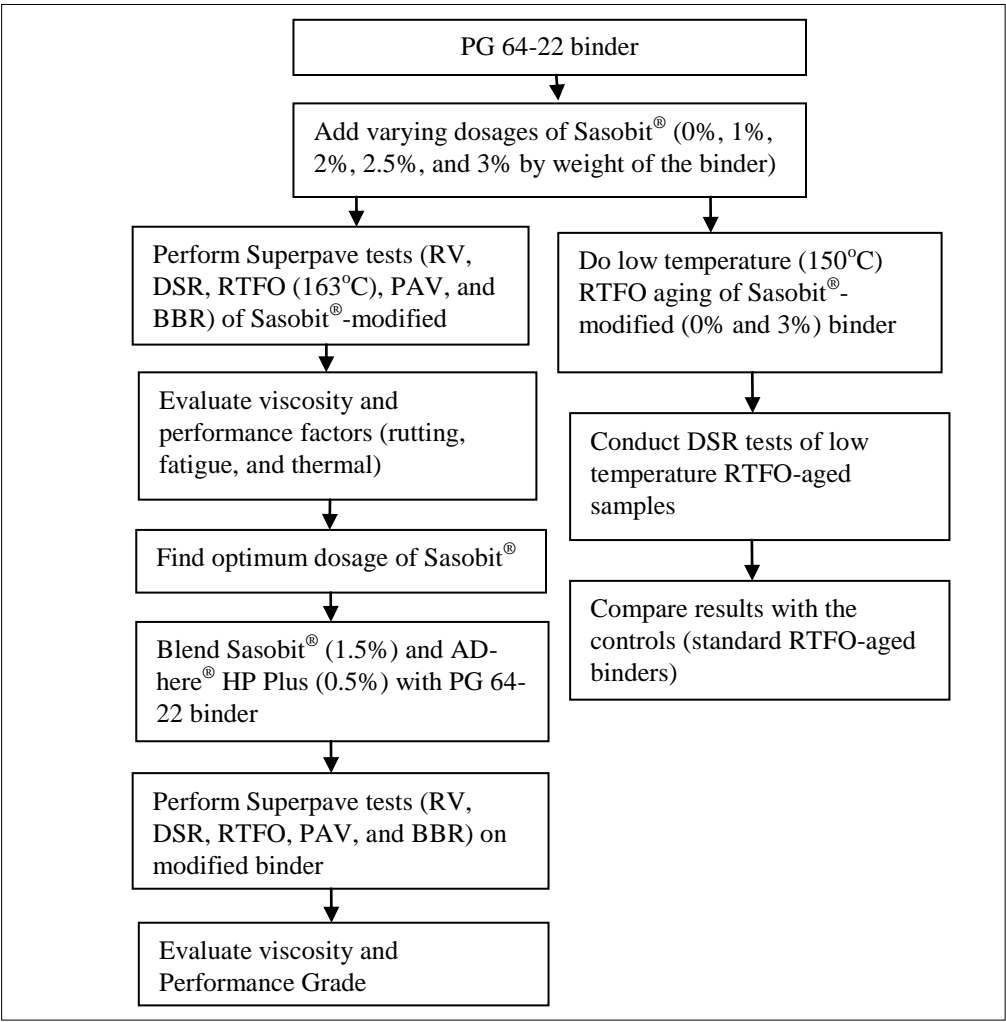 PG 64-22 binder
Add varying dosages of Sasobit® (0%, 1%,
2%, 2.5%, and 3% by weight of the binder)
Perform Superpave tests (RV,
DSR, RTFO (163°C), PAV, and
BBR) of Sasobit®-modified
Evaluate viscosity and
performance factors (rutting,
fatigue, and thermal)
Find optimum dosage of Sasobit®
Blend Sasobit® (1.5%) and AD-
here® HP Plus (0.5%) with PG 64-
22 binder
Perform Superpave tests (RV,
DSR, RTFO, PAV, and BBR) on
modified binder
Evaluate viscosity and
Performance Grade
Do low temperature (150°C)
RTFO aging of Sasobit®-
modified (0% and 3%) binder
Conduct DSR tests of low
temperature RTFO-aged
samples
Compare results with the
controls (standard RTFO-aged
binders)